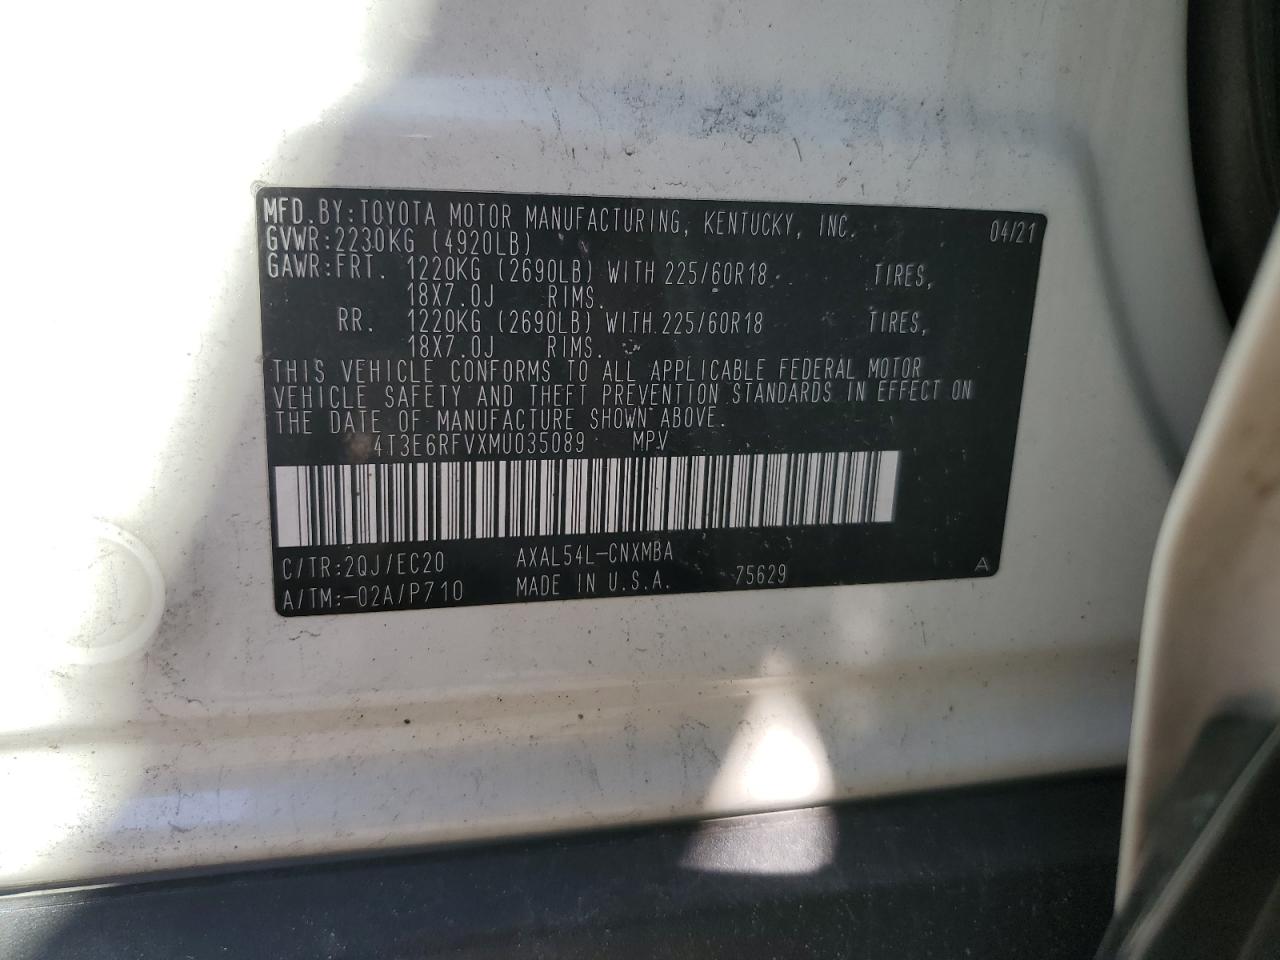 MFD.BY:TOYOTA MOTOR MANUFACTURING, KENTUCKY, INC. 04/21
GVWR:2230KG (4920LB)
GAWR:FRT. 1220KG (2690LB) WITH 225/60R18 TIRES,
18X7.0J RIMS.
RR. 1220KG (2690LB) WITH 225/60R18 TIRES,
18X7.0J RIMS.
THIS VEHICLE CONFORMS TO ALL APPLICABLE FEDERAL MOTOR
VEHICLE SAFETY AND THEFT PREVENTION STANDARDS IN EFFECT ON
THE DATE OF MANUFACTURE SHOWN ABOVE.
4T3E6RFVXMU035089 MPV
C/TR:2QJ/EC20 AXAL54L-CNXMBA
A/TM:-02A/P710 MADE IN U.S.A. 75629 A